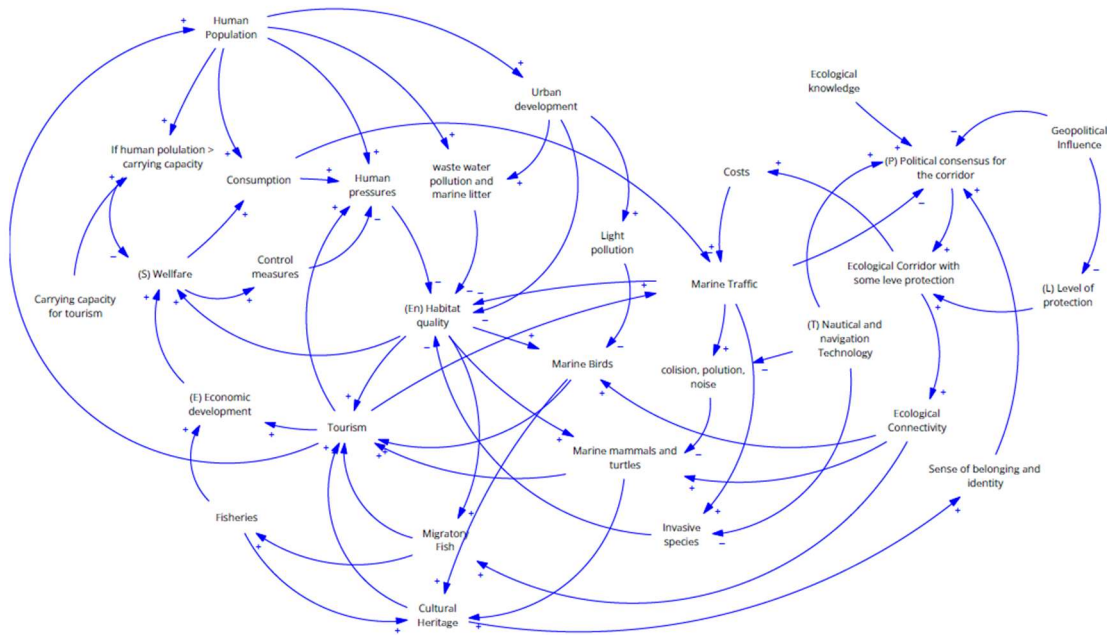 Human
Population
Urban
development
Ecological
knowledge
Geopolitical
Influence
If human polulation >
carrying capacity
Consumption
Human
pressures
waste water
pollution and
marine litter
Costs
(P) Political consensus for
the corridor
Light
pollution
Control
measures
(S) Wellfare
Carrying capacity
for tourism
Marine Traffic
Ecological Corridor with
some leve protection
(L) Level of
protection
(En) Habitat
quality
(T) Nautical and
navigation
Technology
Marine Birds
colision, polution,
noise
(E) Economic
development
Tourism
Ecological
Connectivity
Marine mammals and
turtles
Sense of belonging and
identity
Fisheries
Migratory
Fish
Invasive
species
Cultural
Heritage